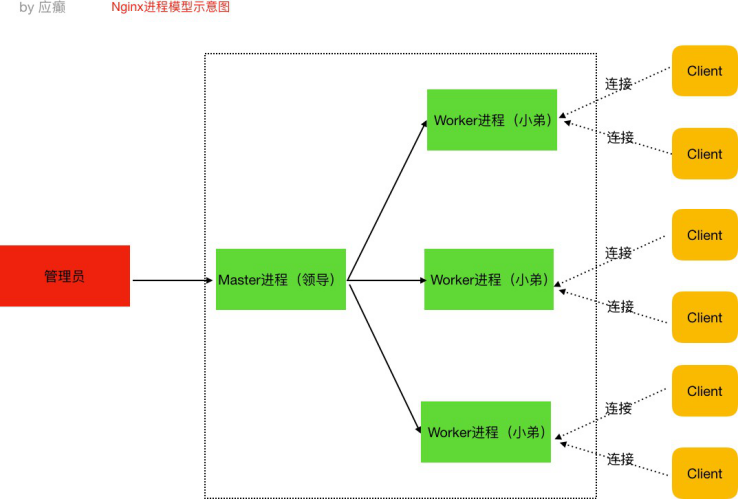 by 应癫 Nginx进程模型示意图
Client
连接
Worker进程（小弟）
连接
Client
Client
连接
管理员
Master进程（领导）
Worker进程（小弟）
连接
Client
Client
连接
Worker进程（小弟）
连接
Client